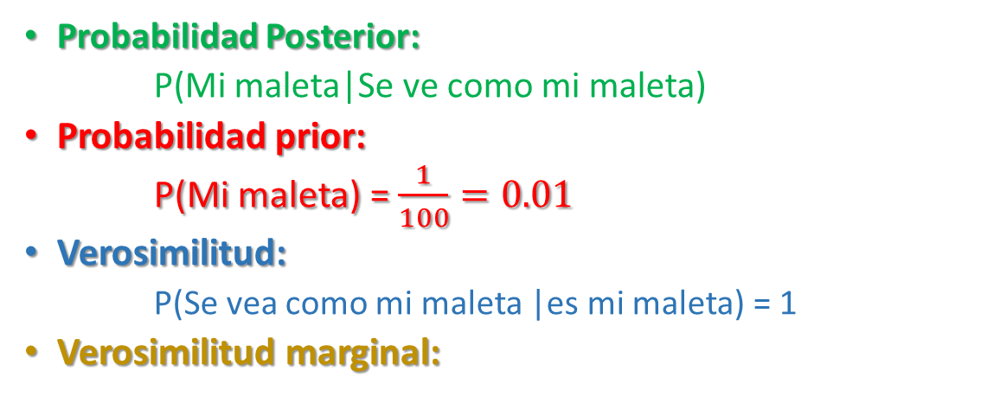 • Probabilidad Posterior:
P(Mi maleta|Se ve como mi maleta)
• Probabilidad prior:
P(Mi maleta) = 1/100 = 0.01
• Verosimilitud:
P(Se vea como mi maleta |es mi maleta) = 1
• Verosimilitud marginal: